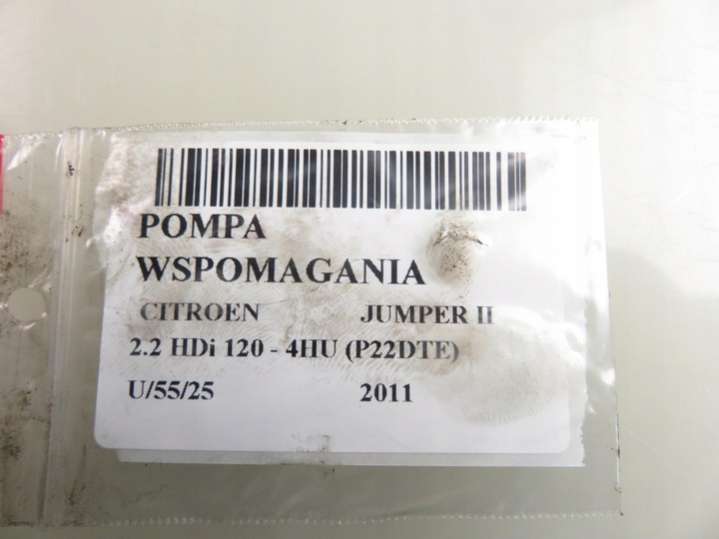 POMPA
WSPOMAGANIA
CITROEN JUMPER II
2.2 HDi 120 - 4HU (P22DTE)
U/55/25 2011